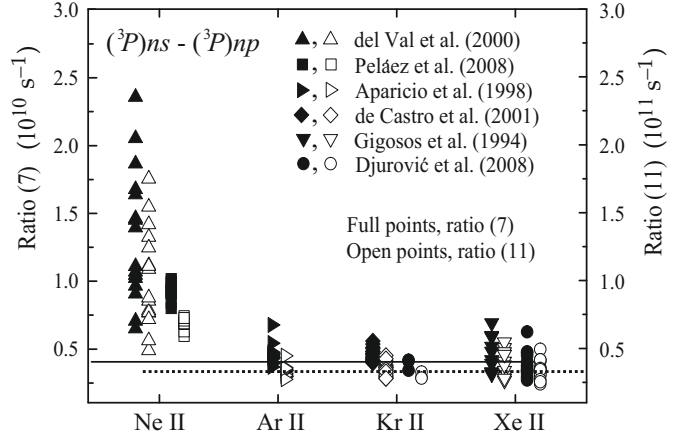 3.0
2.5
2.0
1.5
1.0
0.5
Ratio (7) (10¹⁰ s⁻¹)
(³P)ns - (³P)np
▲, △ del Val et al. (2000)
■, □ Peláez et al. (2008)
▶, ▷ Aparicio et al. (1998)
◆, ◇ de Castro et al. (2001)
▼, ▽ Gigosos et al. (1994)
●, ○ Djurović et al. (2008)
Full points, ratio (7)
Open points, ratio (11)
3.0
2.5
2.0
1.5
1.0
0.5
Ratio (11) (10¹¹ s⁻¹)
Ne II Ar II Kr II Xe II